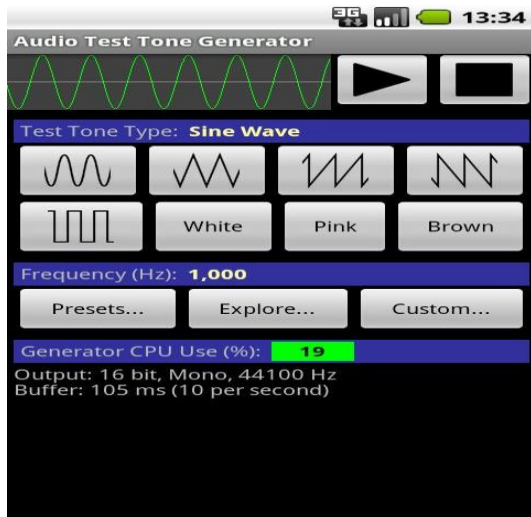 3G 13:34
Audio Test Tone Generator
Test Tone Type: Sine Wave
White Pink Brown
Frequency (Hz): 1,000
Presets... Explore... Custom...
Generator CPU Use (%): 19
Output: 16 bit, Mono, 44100 Hz
Buffer: 105 ms (10 per second)